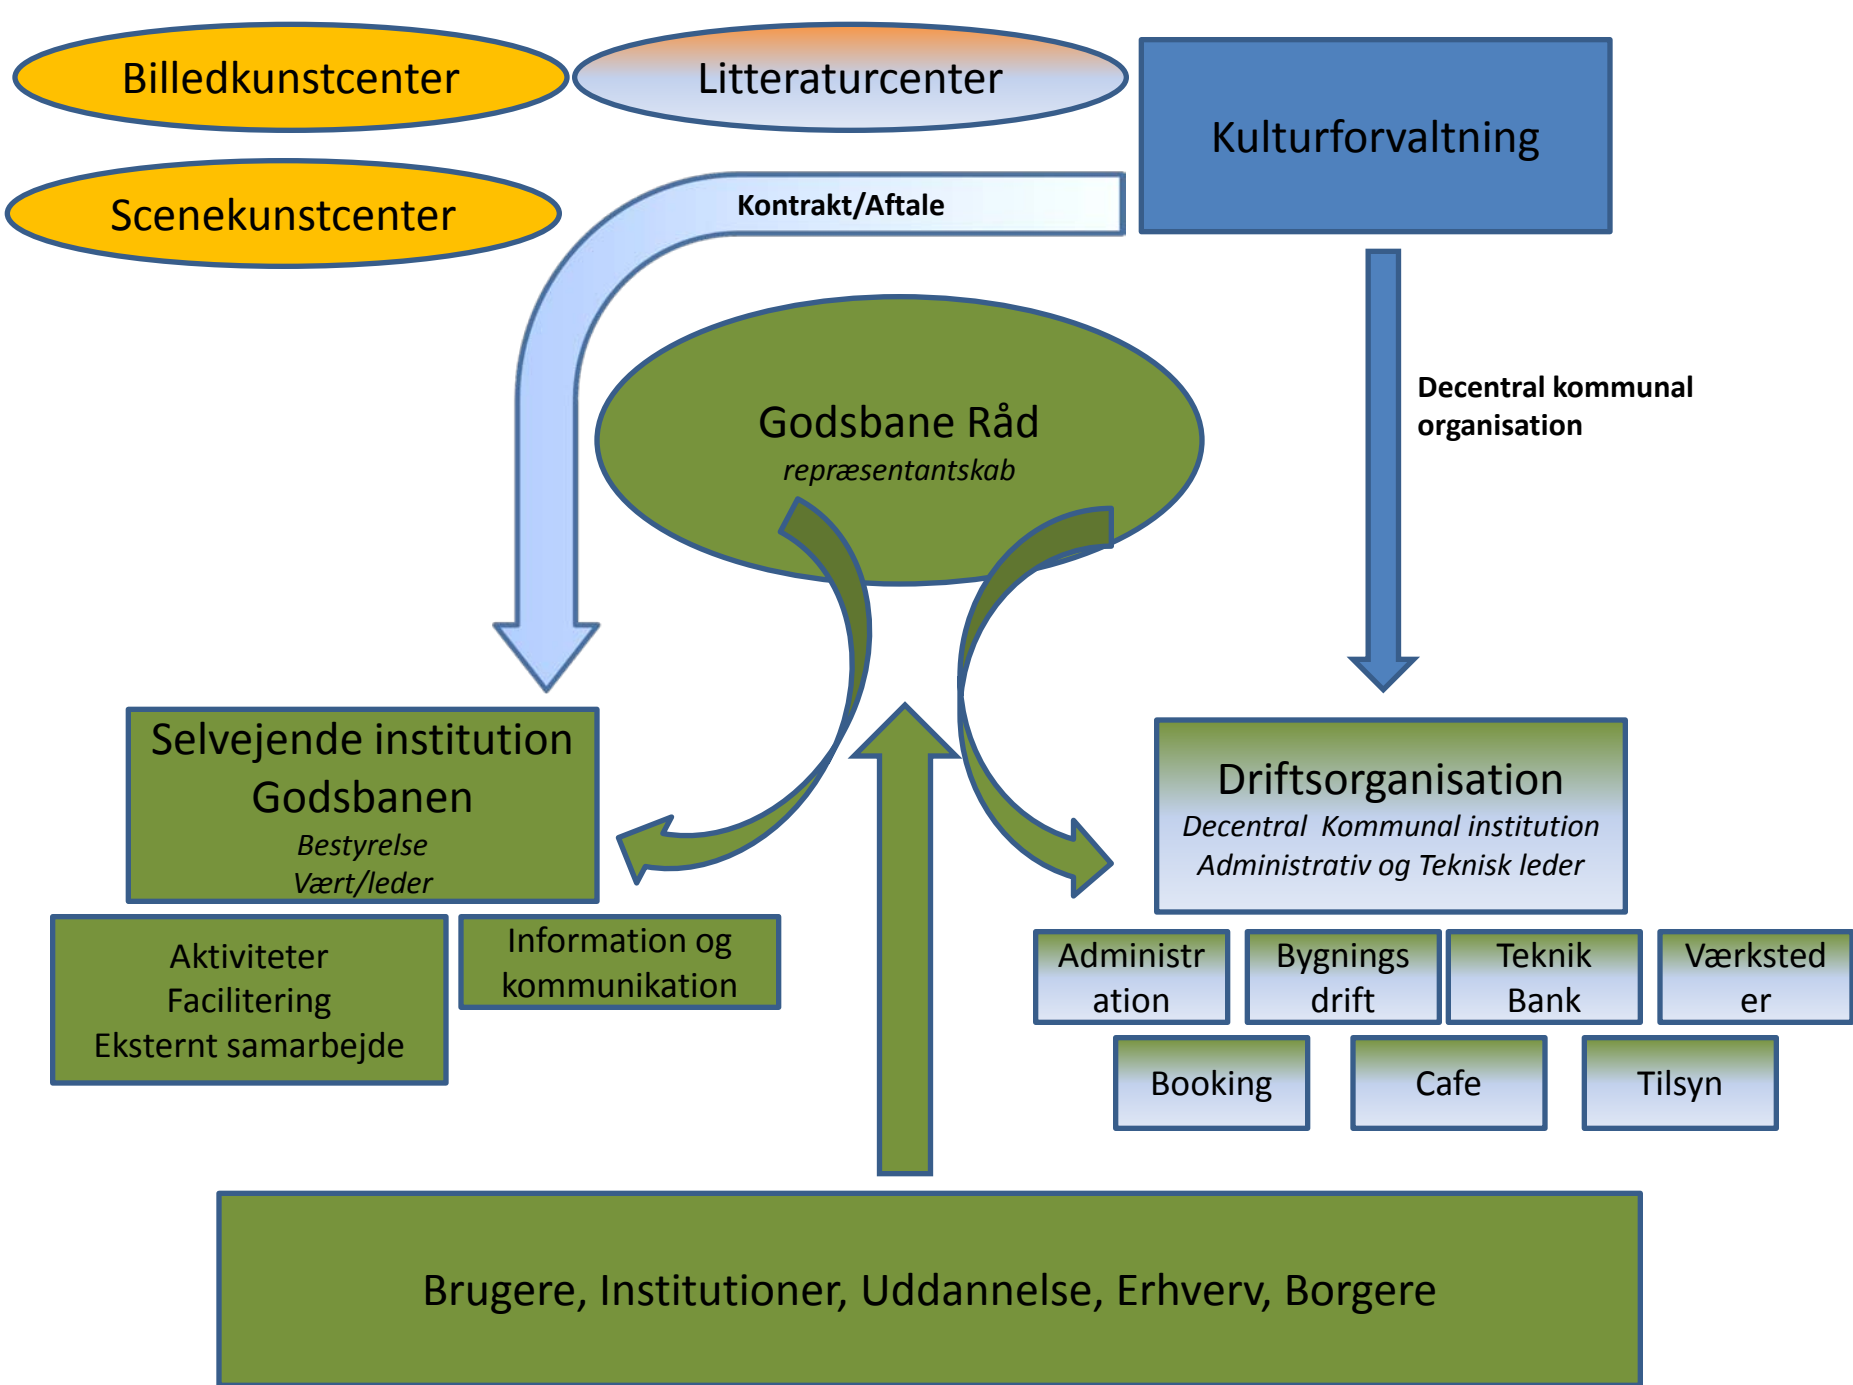 Billedkunstcenter
Litteraturcenter
Kulturforvaltning
Scenekunstcenter
Kontrakt/Aftale
Decentral kommunal
organisation
Godsbane Råd
repræsentantskab
Selvejende institution
Godsbanen
Bestyrelse
Vært/leder
Driftsorganisation
Decentral Kommunal institution
Administrativ og Teknisk leder
Aktiviteter
Facilitering
Eksternt samarbejde
Information og
kommunikation
Administr
ation
Bygnings
drift
Teknik
Bank
Værksted
er
Booking
Cafe
Tilsyn
Brugere, Institutioner, Uddannelse, Erhverv, Borgere